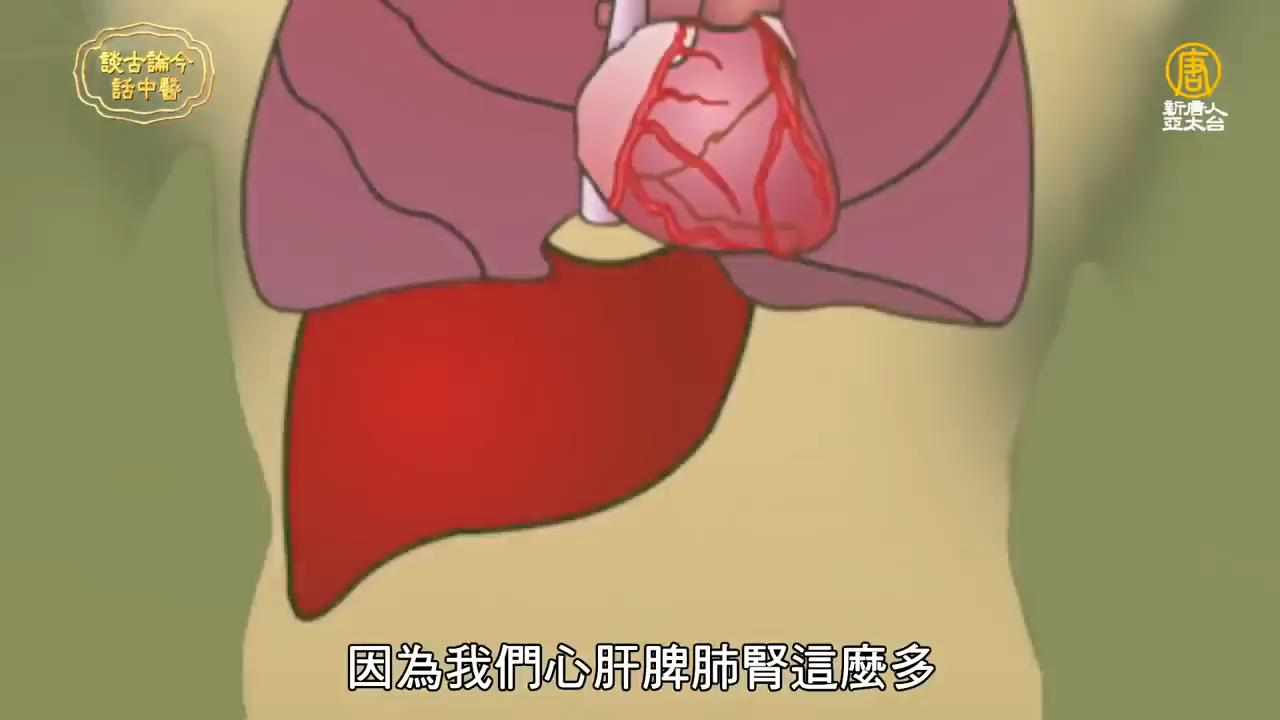 談古論今
話中醫
唐
新唐人
亞太台
因為我們心肝脾肺腎這麼多